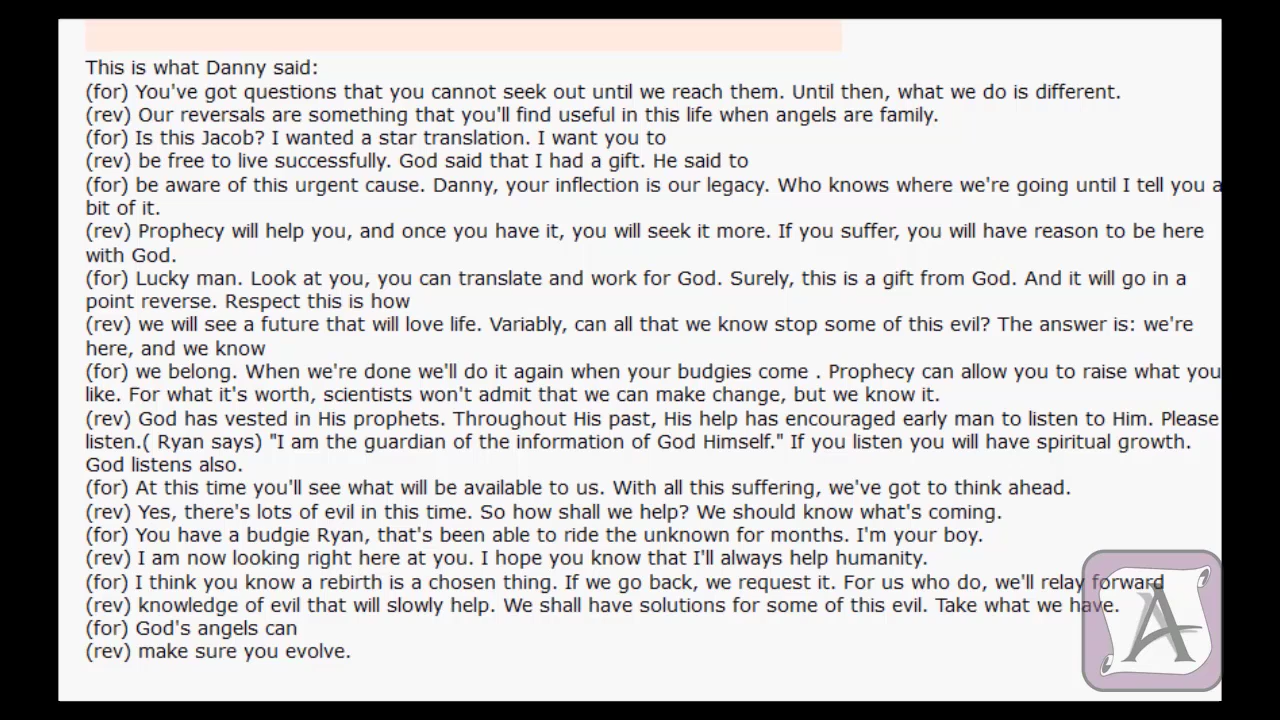 This is what Danny said:
(for) You've got questions that you cannot seek out until we reach them. Until then, what we do is different.
(rev) Our reversals are something that you'll find useful in this life when angels are family.
(for) Is this Jacob? I wanted a star translation. I want you to
(rev) be free to live successfully. God said that I had a gift. He said to
(for) be aware of this urgent cause. Danny, your inflection is our legacy. Who knows where we're going until I tell you a
bit of it.
(rev) Prophecy will help you, and once you have it, you will seek it more. If you suffer, you will have reason to be here
with God.
(for) Lucky man. Look at you, you can translate and work for God. Surely, this is a gift from God. And it will go in a
point reverse. Respect this is how
(rev) we will see a future that will love life. Variably, can all that we know stop some of this evil? The answer is: we're
here, and we know
(for) we belong. When we're done we'll do it again when your budgies come . Prophecy can allow you to raise what you
like. For what it's worth, scientists won't admit that we can make change, but we know it.
(rev) God has vested in His prophets. Throughout His past, His help has encouraged early man to listen to Him. Please
listen.( Ryan says) "I am the guardian of the information of God Himself." If you listen you will have spiritual growth.
God listens also.
(for) At this time you'll see what will be available to us. With all this suffering, we've got to think ahead.
(rev) Yes, there's lots of evil in this time. So how shall we help? We should know what's coming.
(for) You have a budgie Ryan, that's been able to ride the unknown for months. I'm your boy.
(rev) I am now looking right here at you. I hope you know that I'll always help humanity.
(for) I think you know a rebirth is a chosen thing. If we go back, we request it. For us who do, we'll relay forward
(rev) knowledge of evil that will slowly help. We shall have solutions for some of this evil. Take what we have.
(for) God's angels can
(rev) make sure you evolve.
A